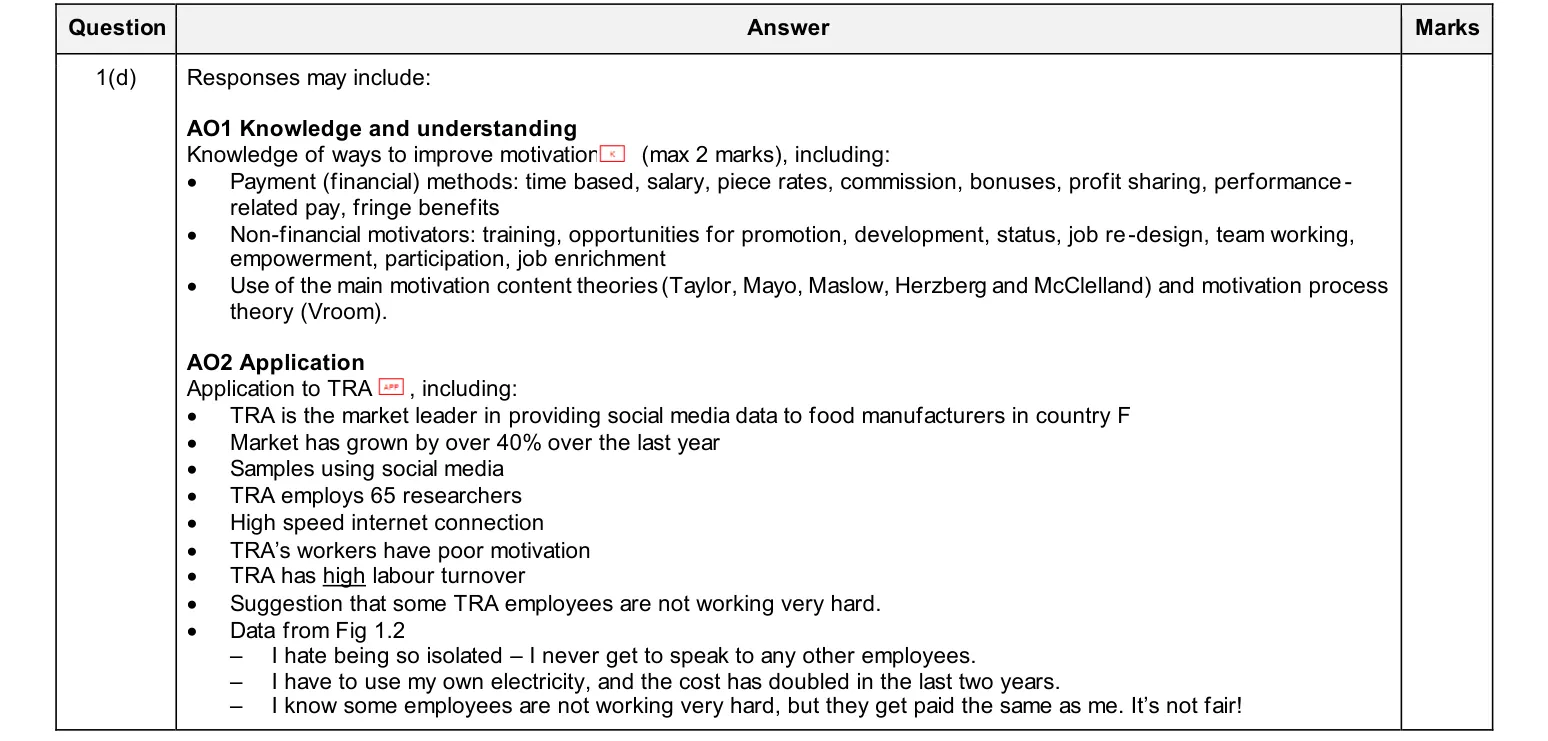 Question Answer Marks
1(d) Responses may include:
AO1 Knowledge and understanding
Knowledge of ways to improve motivation K (max 2 marks), including:
• Payment (financial) methods: time based, salary, piece rates, commission, bonuses, profit sharing, performance-
related pay, fringe benefits
• Non-financial motivators: training, opportunities for promotion, development, status, job re-design, team working,
empowerment, participation, job enrichment
• Use of the main motivation content theories (Taylor, Mayo, Maslow, Herzberg and McClelland) and motivation process
theory (Vroom).
AO2 Application
Application to TRA APP , including:
• TRA is the market leader in providing social media data to food manufacturers in country F
• Market has grown by over 40% over the last year
• Samples using social media
• TRA employs 65 researchers
• High speed internet connection
• TRA's workers have poor motivation
• TRA has high labour turnover
• Suggestion that some TRA employees are not working very hard.
• Data from Fig 1.2
– I hate being so isolated – I never get to speak to any other employees.
– I have to use my own electricity, and the cost has doubled in the last two years.
– I know some employees are not working very hard, but they get paid the same as me. It's not fair!